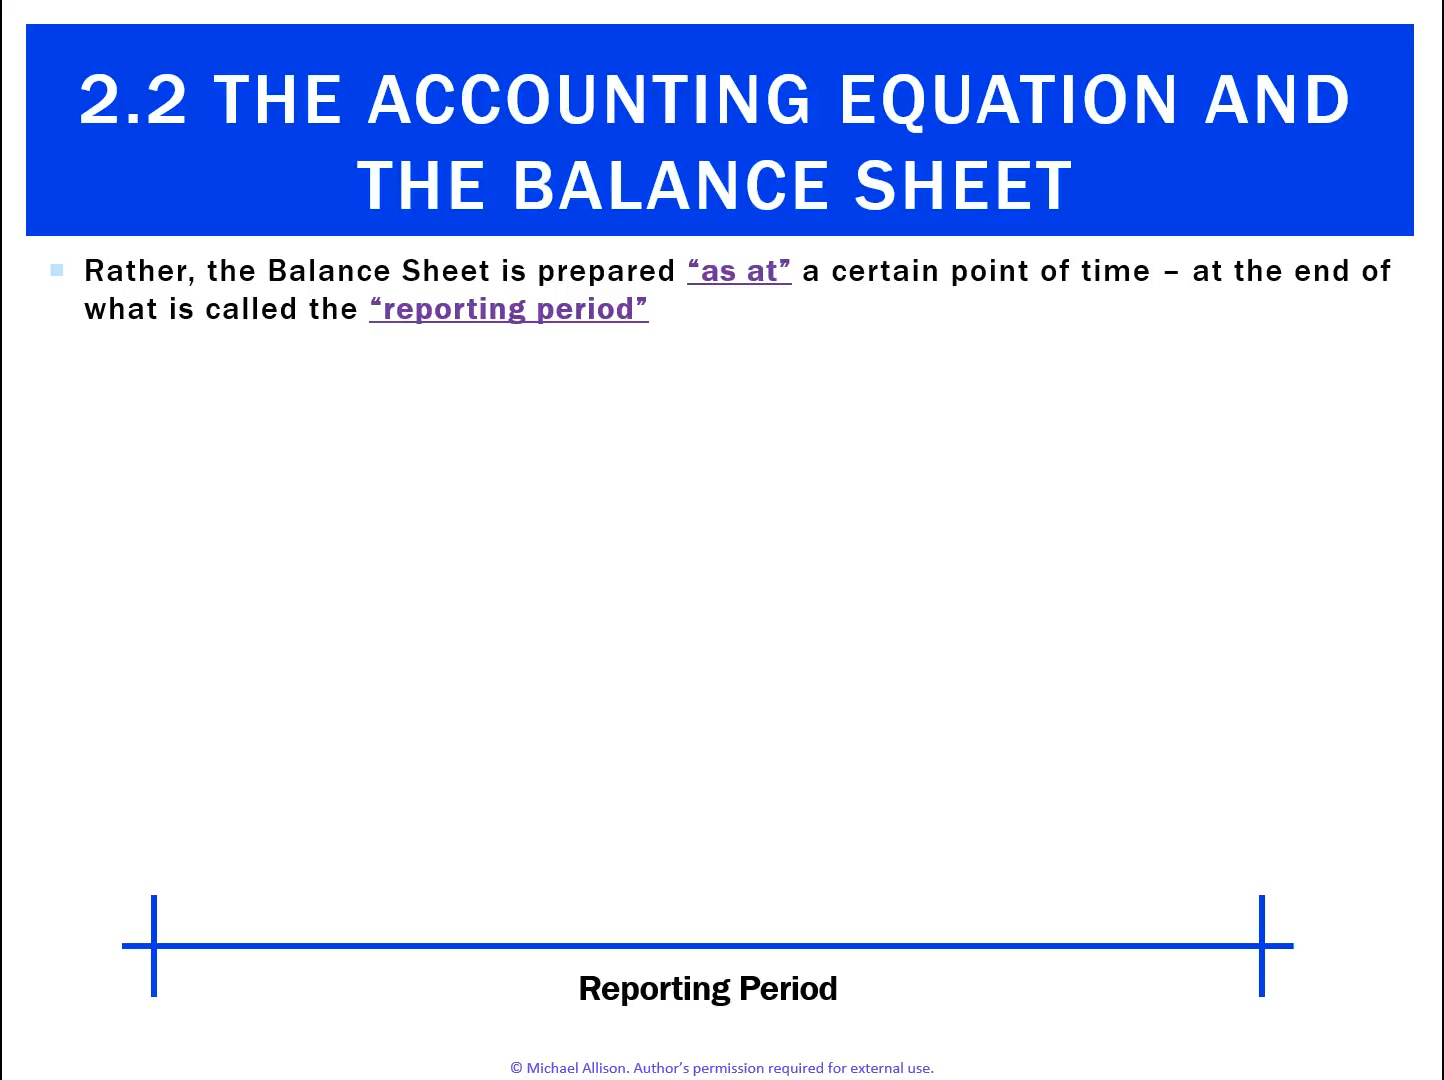 2.2 THE ACCOUNTING EQUATION AND
THE BALANCE SHEET
Rather, the Balance Sheet is prepared “as at” a certain point of time – at the end of
what is called the “reporting period”
Reporting Period
© Michael Allison. Author’s permission required for external use.